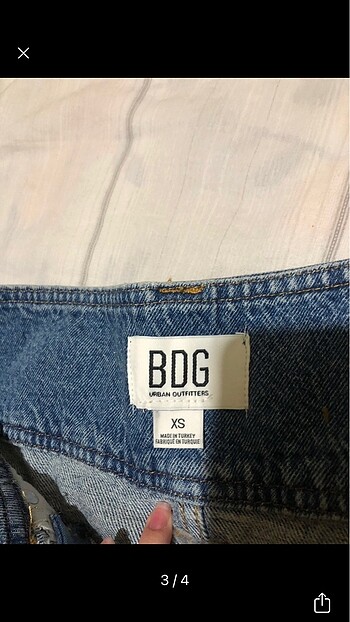 BDG
URBAN OUTFITTERS
XS
MADE IN TURKEY
FABRIQUÉ EN TURQUIE
3 / 4